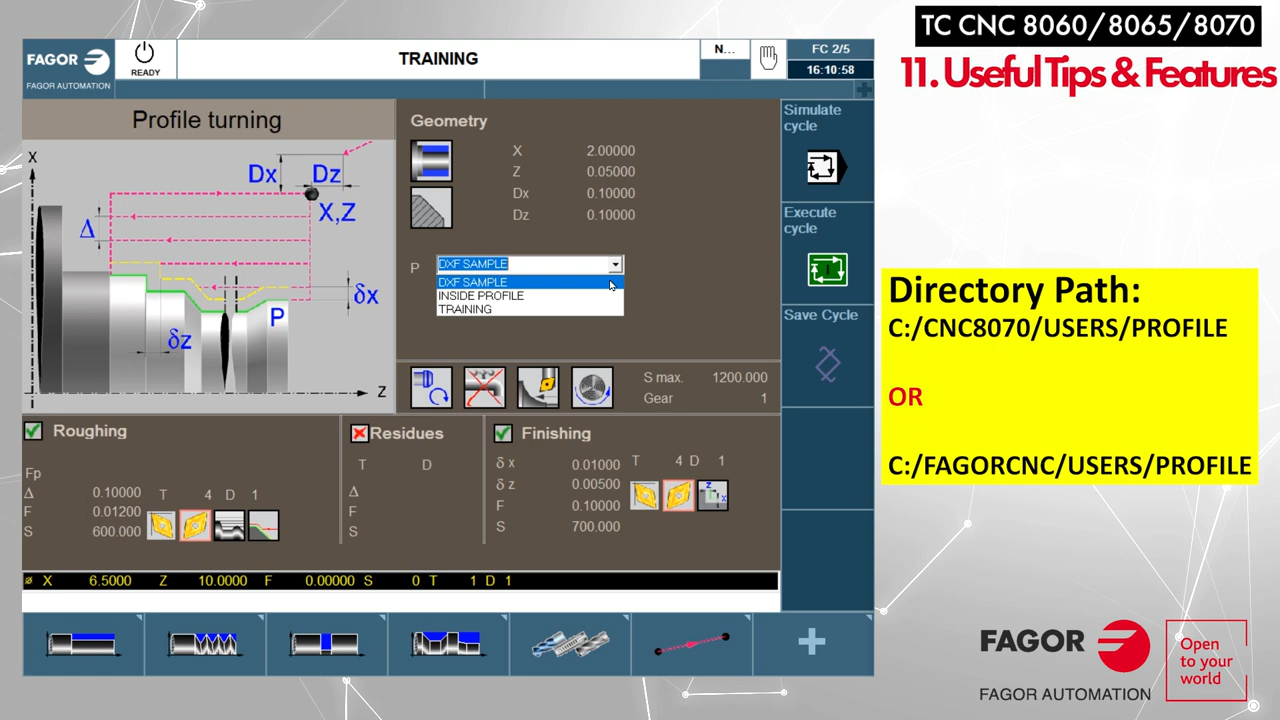 TC CNC 8060/8065/8070
11. Useful Tips & Features
FAGOR
FAGOR AUTOMATION
READY
TRAINING
N...
FC 2/5
16:10:58
Profile turning
X
Dx
Dz
X,Z
Δ
δx
P
δz
Z
Geometry
X 2.00000
Z 0.05000
Dx 0.10000
Dz 0.10000
P DXF SAMPLE
DXF SAMPLE
INSIDE PROFILE
TRAINING
S max. 1200.000
Gear 1
Simulate
cycle
Execute
cycle
Save Cycle
Roughing
Fp
Δ 0.10000 T 4 D 1
F 0.01200
S 600.000
Residues
T D
Δ
F
S
Finishing
δ x 0.01000 T 4 D 1
δ z 0.00500
F 0.10000
S 700.000
z
x
ø X 6.5000 Z 10.0000 F 0.00000 S 0 T 1 D 1
Directory Path:
C:/CNC8070/USERS/PROFILE
OR
C:/FAGORCNC/USERS/PROFILE
FAGOR
FAGOR AUTOMATION
Open
to your
world